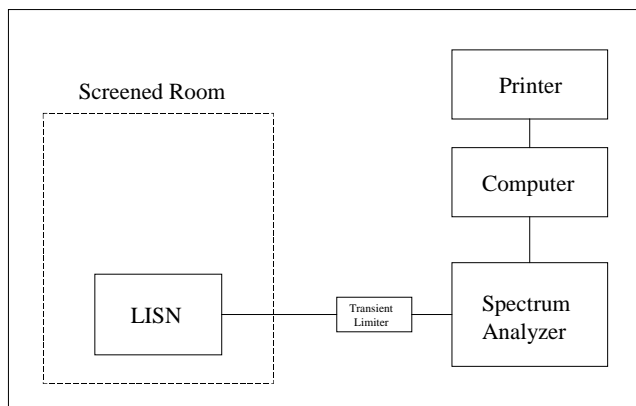 Screened Room
Printer
Computer
LISN
Transient
Limiter
Spectrum
Analyzer